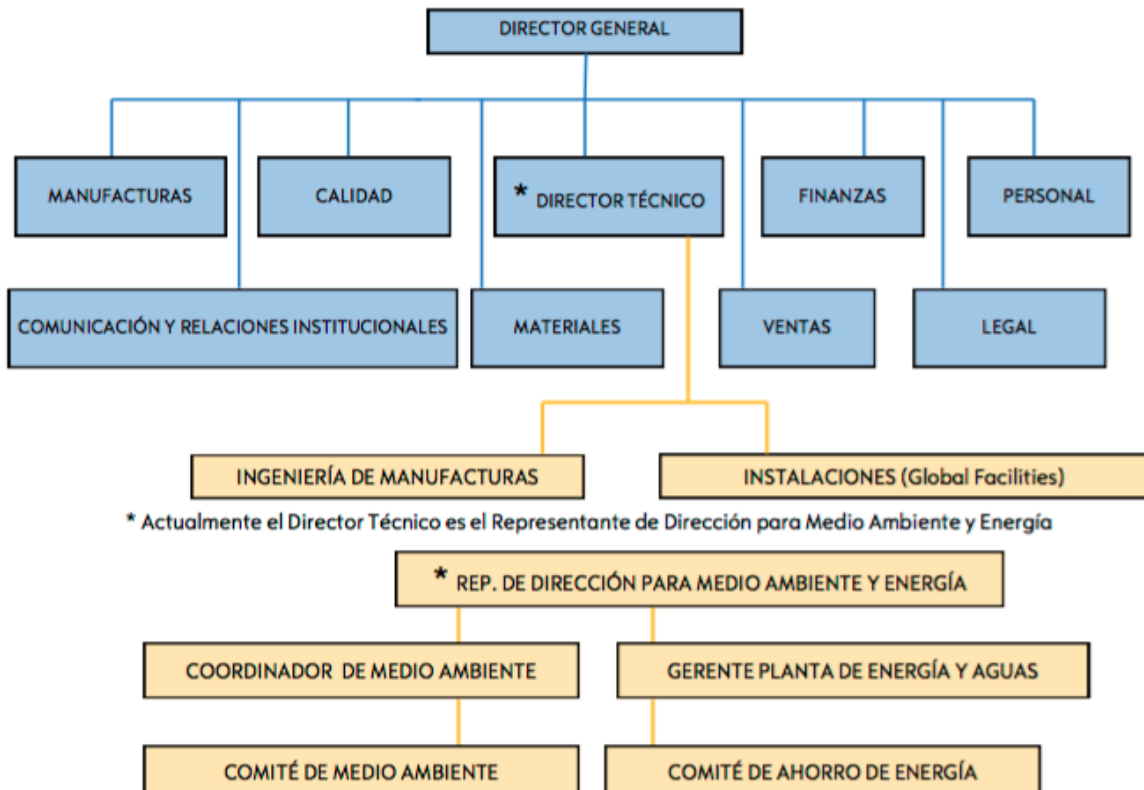 DIRECTOR GENERAL
MANUFACTURAS
CALIDAD
* DIRECTOR TÉCNICO
FINANZAS
PERSONAL
COMUNICACIÓN Y RELACIONES INSTITUCIONALES
MATERIALES
VENTAS
LEGAL
INGENIERÍA DE MANUFACTURAS
INSTALACIONES (Global Facilities)
* Actualmente el Director Técnico es el Representante de Dirección para Medio Ambiente y Energía
* REP. DE DIRECCIÓN PARA MEDIO AMBIENTE Y ENERGÍA
COORDINADOR DE MEDIO AMBIENTE
GERENTE PLANTA DE ENERGÍA Y AGUAS
COMITÉ DE MEDIO AMBIENTE
COMITÉ DE AHORRO DE ENERGÍA